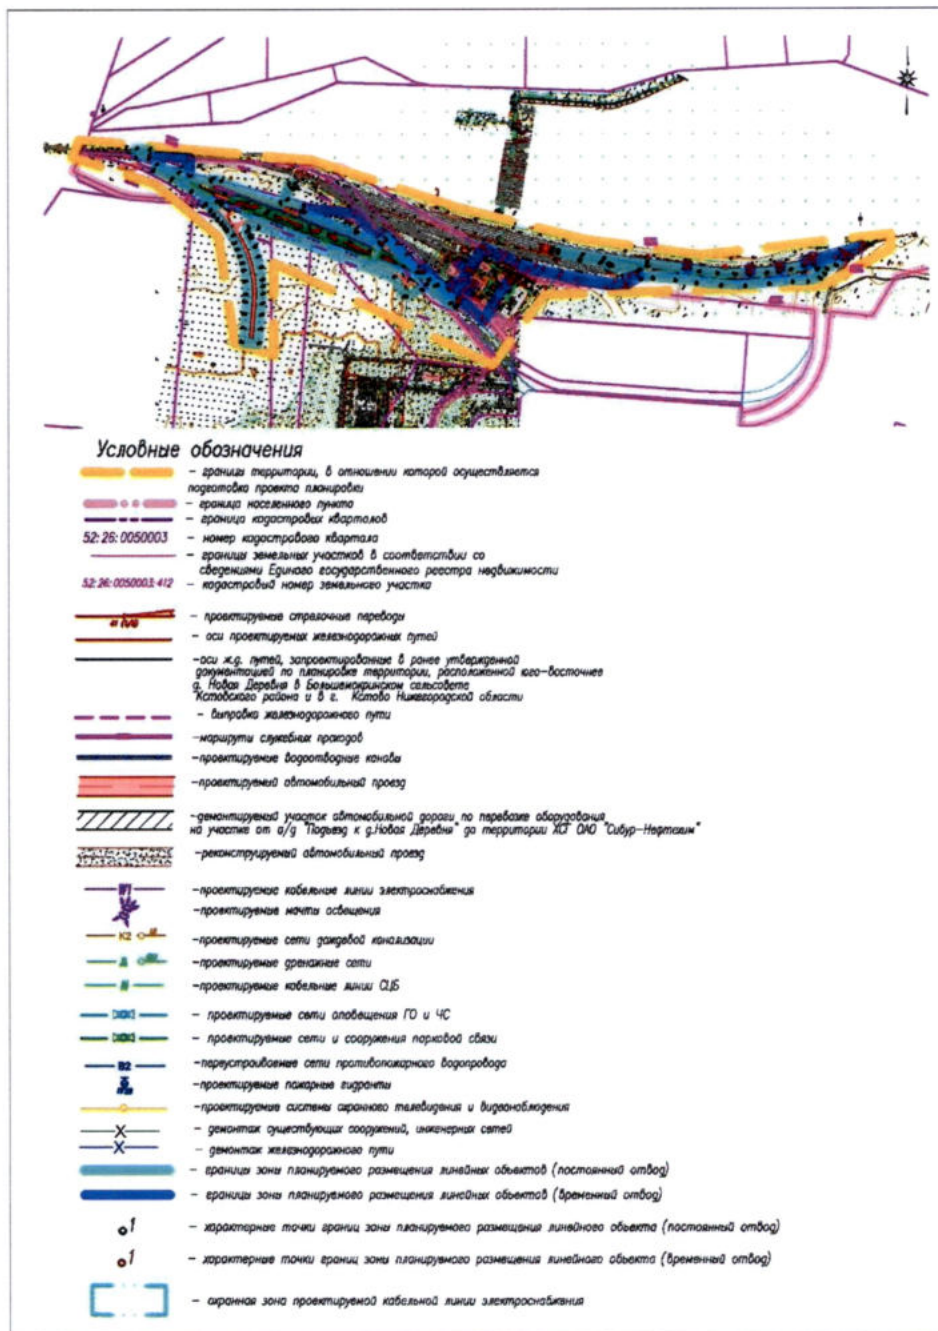 Условные обозначения
- границы территории, в отношении которой осуществляется
подготовка проекта планировки
- граница населенного пункта
- граница кадастровых кварталов
52:26:0050003 - номер кадастрового квартала
- границы земельных участков в соответствии со
сведениями Единого государственного реестра недвижимости
52:26:0050003:412 - кадастровый номер земельного участка
- проектируемые стрелочные переводы
- оси проектируемых железнодорожных путей
-оси ж.д. путей, запроектированные в ранее утвержденной
документацией по планировке территории, расположенной юго-восточнее
д. Новая Деревня в Большемокринском сельсовете
Кстовского района и в г. Кстово Нижегородской области
- выправка железнодорожного пути
-маршруты служебных проходов
-проектируемые водоотводные канавы
-проектируемый автомобильный проезд
-демонтируемый участок автомобильной дороги по перевозке оборудования
на участке от а/д "Подъезд к д.Новая Деревня" до территории ХСГ ОАО "Сибур-Нефтехим"
-реконструируемый автомобильный проезд
-проектируемые кабельные линии электроснабжения
-проектируемые мачты освещения
К2 -проектируемые сети дождевой канализации
-проектируемые дренажные сети
-проектируемые кабельные линии СЦБ
- проектируемые сети оповещения ГО и ЧС
- проектируемые сети и сооружения парковой связи
В2 -переустраиваемые сети противопожарного водопровода
-проектируемые пожарные гидранты
-проектируемые системы охранного телевидения и видеонаблюдения
- демонтаж существующих сооружений, инженерных сетей
- демонтаж железнодорожного пути
- границы зоны планируемого размещения линейных объектов (постоянный отвод)
- границы зоны планируемого размещения линейных объектов (временный отвод)
1 - характерные точки границ зоны планируемого размещения линейного объекта (постоянный отвод)
1 - характерные точки границ зоны планируемого размещения линейного объекта (временный отвод)
- охранная зона проектируемой кабельной линии электроснабжения